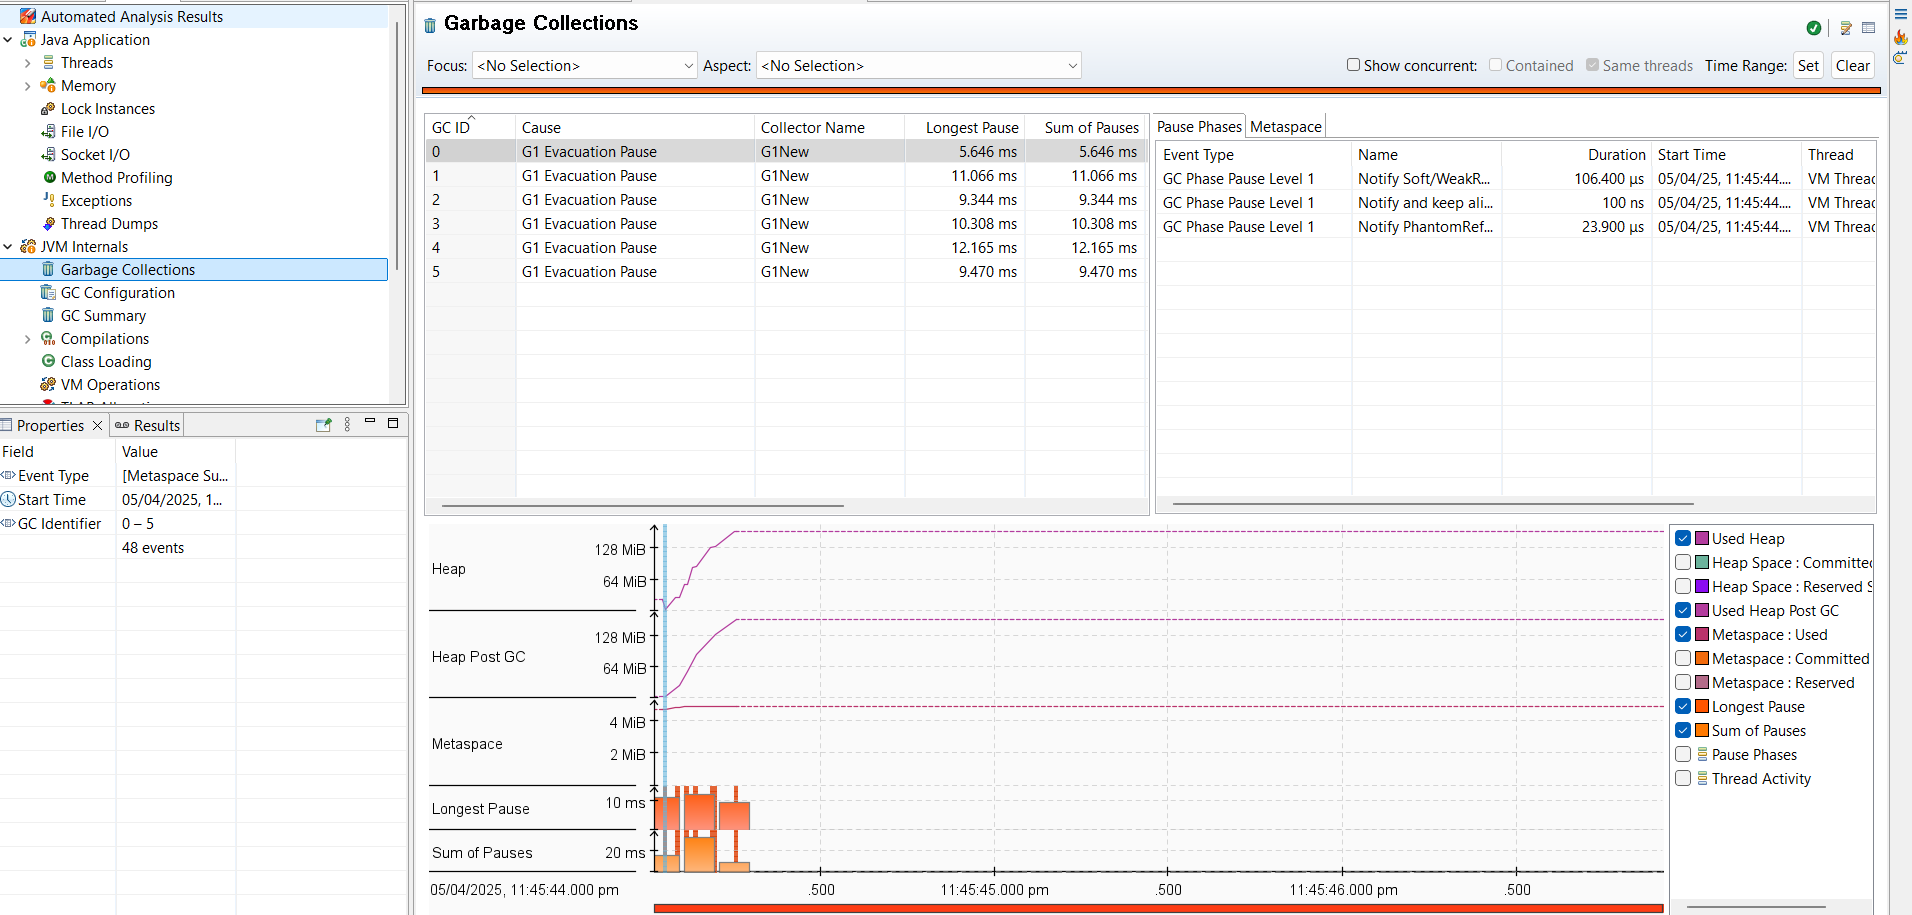 Automated Analysis Results
Java Application
Threads
Memory
Lock Instances
File I/O
Socket I/O
Method Profiling
Exceptions
Thread Dumps
JVM Internals
Garbage Collections
GC Configuration
GC Summary
Compilations
Class Loading
VM Operations
Properties Results
Field Value
Event Type [Metaspace Su...
Start Time 05/04/2025, 1...
GC Identifier 0 – 5
48 events
Garbage Collections
Focus: <No Selection> Aspect: <No Selection> Show concurrent: Contained Same threads Time Range: Set Clear
GC ID Cause Collector Name Longest Pause Sum of Pauses
0 G1 Evacuation Pause G1New 5.646 ms 5.646 ms
1 G1 Evacuation Pause G1New 11.066 ms 11.066 ms
2 G1 Evacuation Pause G1New 9.344 ms 9.344 ms
3 G1 Evacuation Pause G1New 10.308 ms 10.308 ms
4 G1 Evacuation Pause G1New 12.165 ms 12.165 ms
5 G1 Evacuation Pause G1New 9.470 ms 9.470 ms
Pause Phases Metaspace
Event Type Name Duration Start Time Thread
GC Phase Pause Level 1 Notify Soft/WeakR... 106.400 µs 05/04/25, 11:45:44.... VM Threac
GC Phase Pause Level 1 Notify and keep ali... 100 ns 05/04/25, 11:45:44.... VM Threac
GC Phase Pause Level 1 Notify PhantomRef... 23.900 µs 05/04/25, 11:45:44.... VM Threac
Heap 128 MiB
64 MiB
Heap Post GC 128 MiB
64 MiB
Metaspace 4 MiB
2 MiB
Longest Pause 10 ms
Sum of Pauses 20 ms
05/04/2025, 11:45:44.000 pm .500 11:45:45.000 pm .500 11:45:46.000 pm .500
Used Heap
Heap Space : Committe
Heap Space : Reserved S
Used Heap Post GC
Metaspace : Used
Metaspace : Committed
Metaspace : Reserved
Longest Pause
Sum of Pauses
Pause Phases
Thread Activity